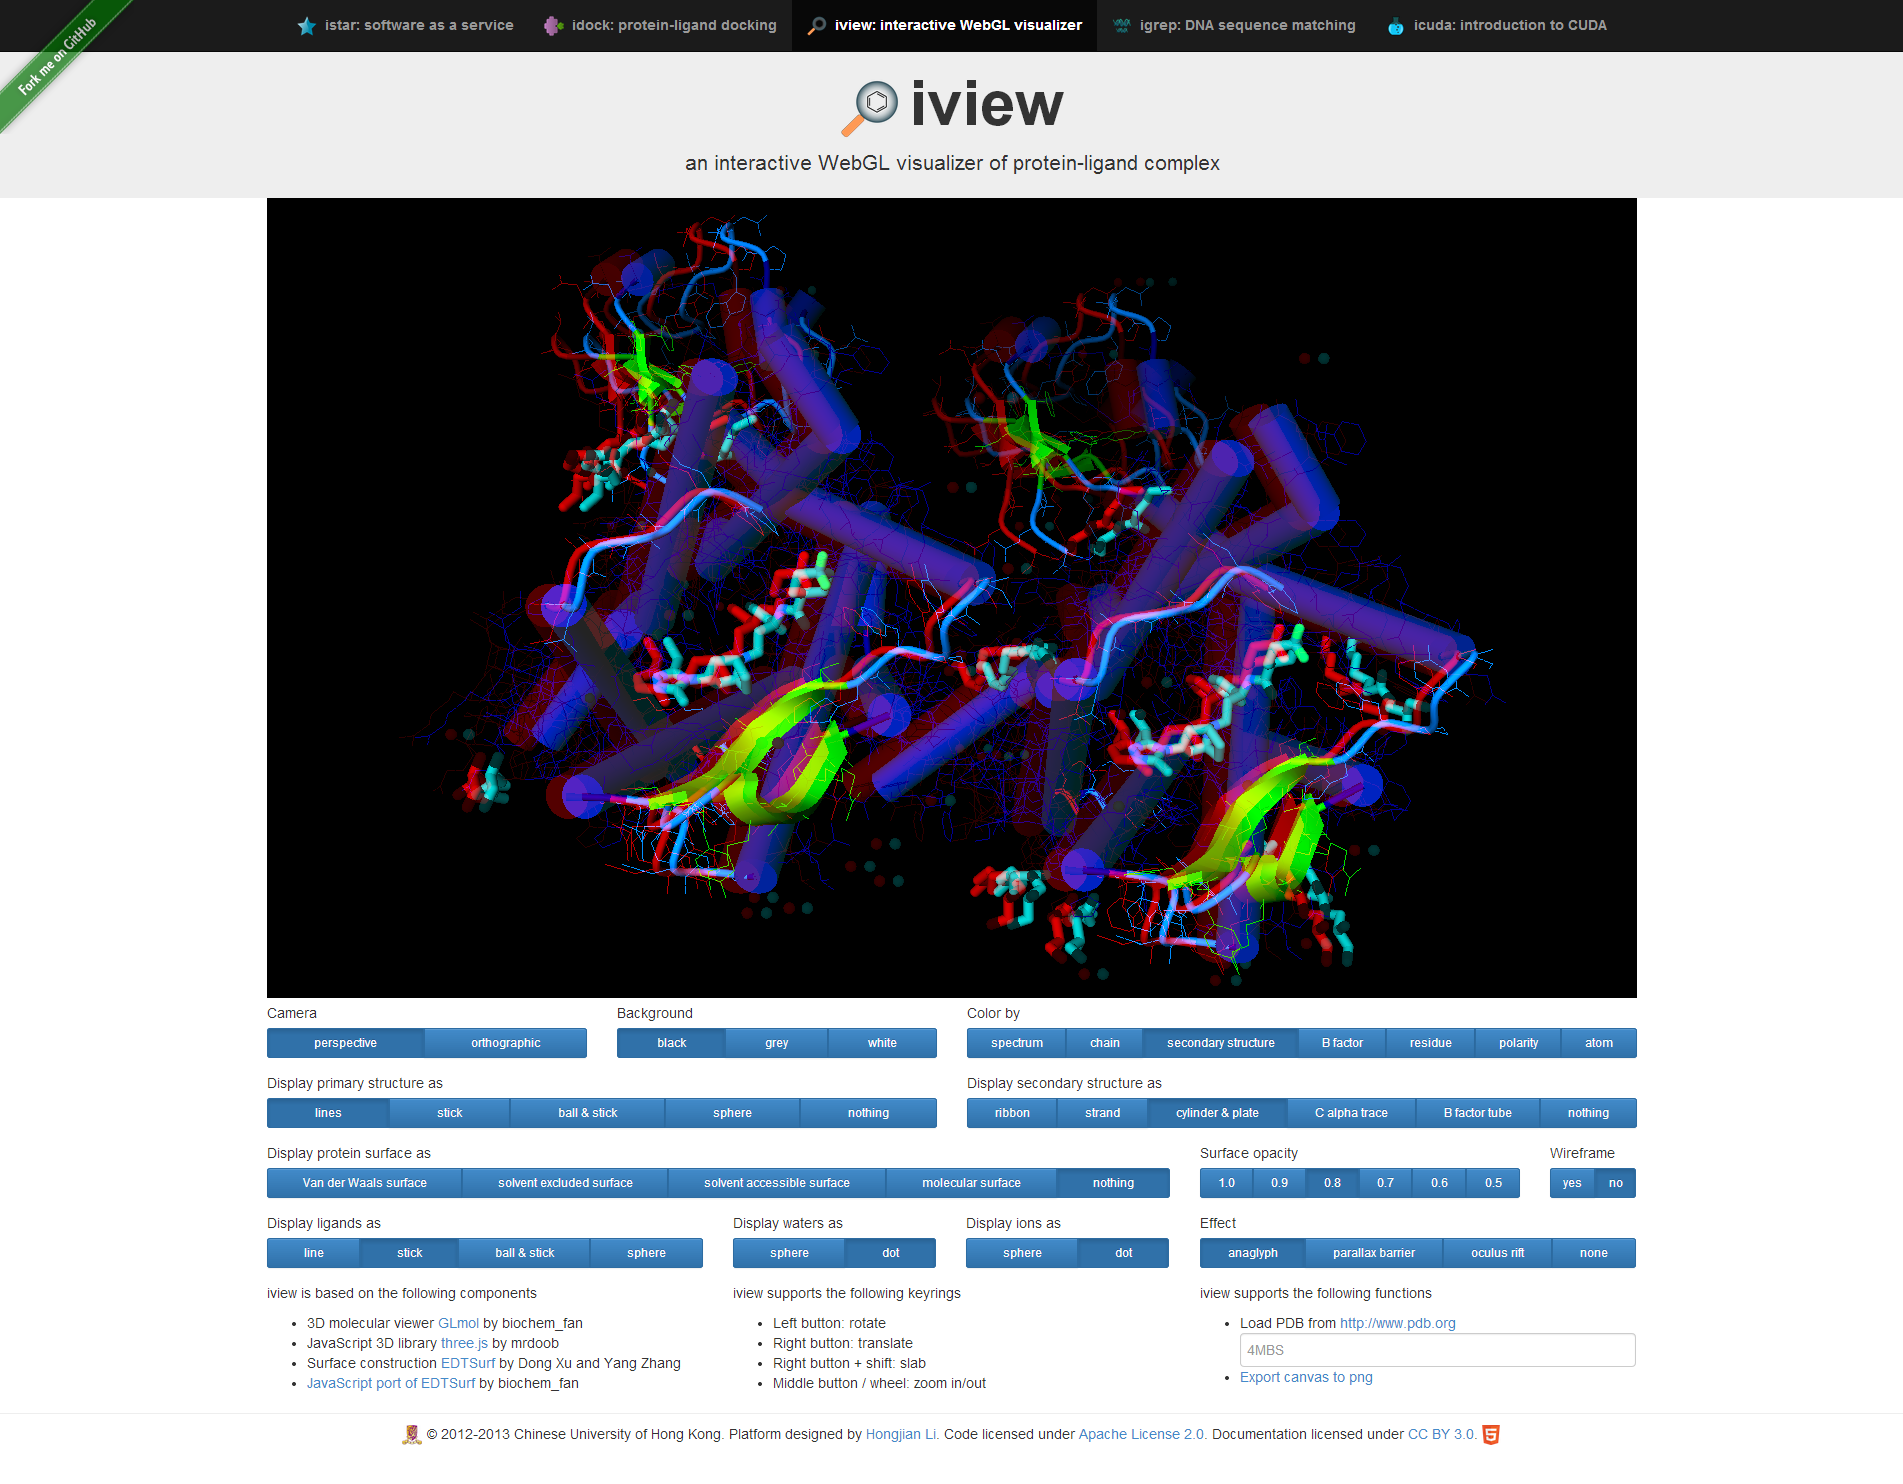 istar: software as a service idock: protein-ligand docking iview: interactive WebGL visualizer igrep: DNA sequence matching icuda: introduction to CUDA
Fork me on GitHub
iview
an interactive WebGL visualizer of protein-ligand complex
Camera Background Color by
perspective orthographic black grey white spectrum chain secondary structure B factor residue polarity atom
Display primary structure as Display secondary structure as
lines stick ball & stick sphere nothing ribbon strand cylinder & plate C alpha trace B factor tube nothing
Display protein surface as Surface opacity Wireframe
Van der Waals surface solvent excluded surface solvent accessible surface molecular surface nothing 1.0 0.9 0.8 0.7 0.6 0.5 yes no
Display ligands as Display waters as Display ions as Effect
line stick ball & stick sphere sphere dot sphere dot anaglyph parallax barrier oculus rift none
iview is based on the following components
• 3D molecular viewer GLmol by biochem_fan
• JavaScript 3D library three.js by mrdoob
• Surface construction EDTSurf by Dong Xu and Yang Zhang
• JavaScript port of EDTSurf by biochem_fan
iview supports the following keyrings
• Left button: rotate
• Right button: translate
• Right button + shift: slab
• Middle button / wheel: zoom in/out
iview supports the following functions
• Load PDB from http://www.pdb.org
4MBS
• Export canvas to png
© 2012-2013 Chinese University of Hong Kong. Platform designed by Hongjian Li. Code licensed under Apache License 2.0. Documentation licensed under CC BY 3.0. 5